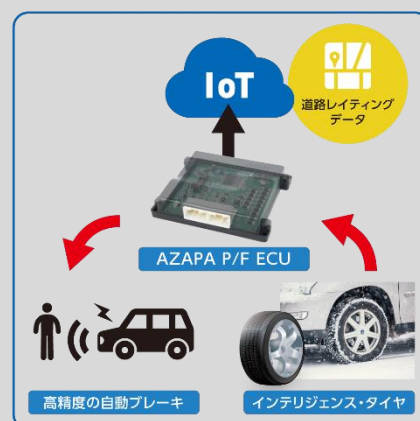 IoT
道路レイティング
データ
AZAPA P/F ECU
高精度の自動ブレーキ
インテリジェンス・タイヤ